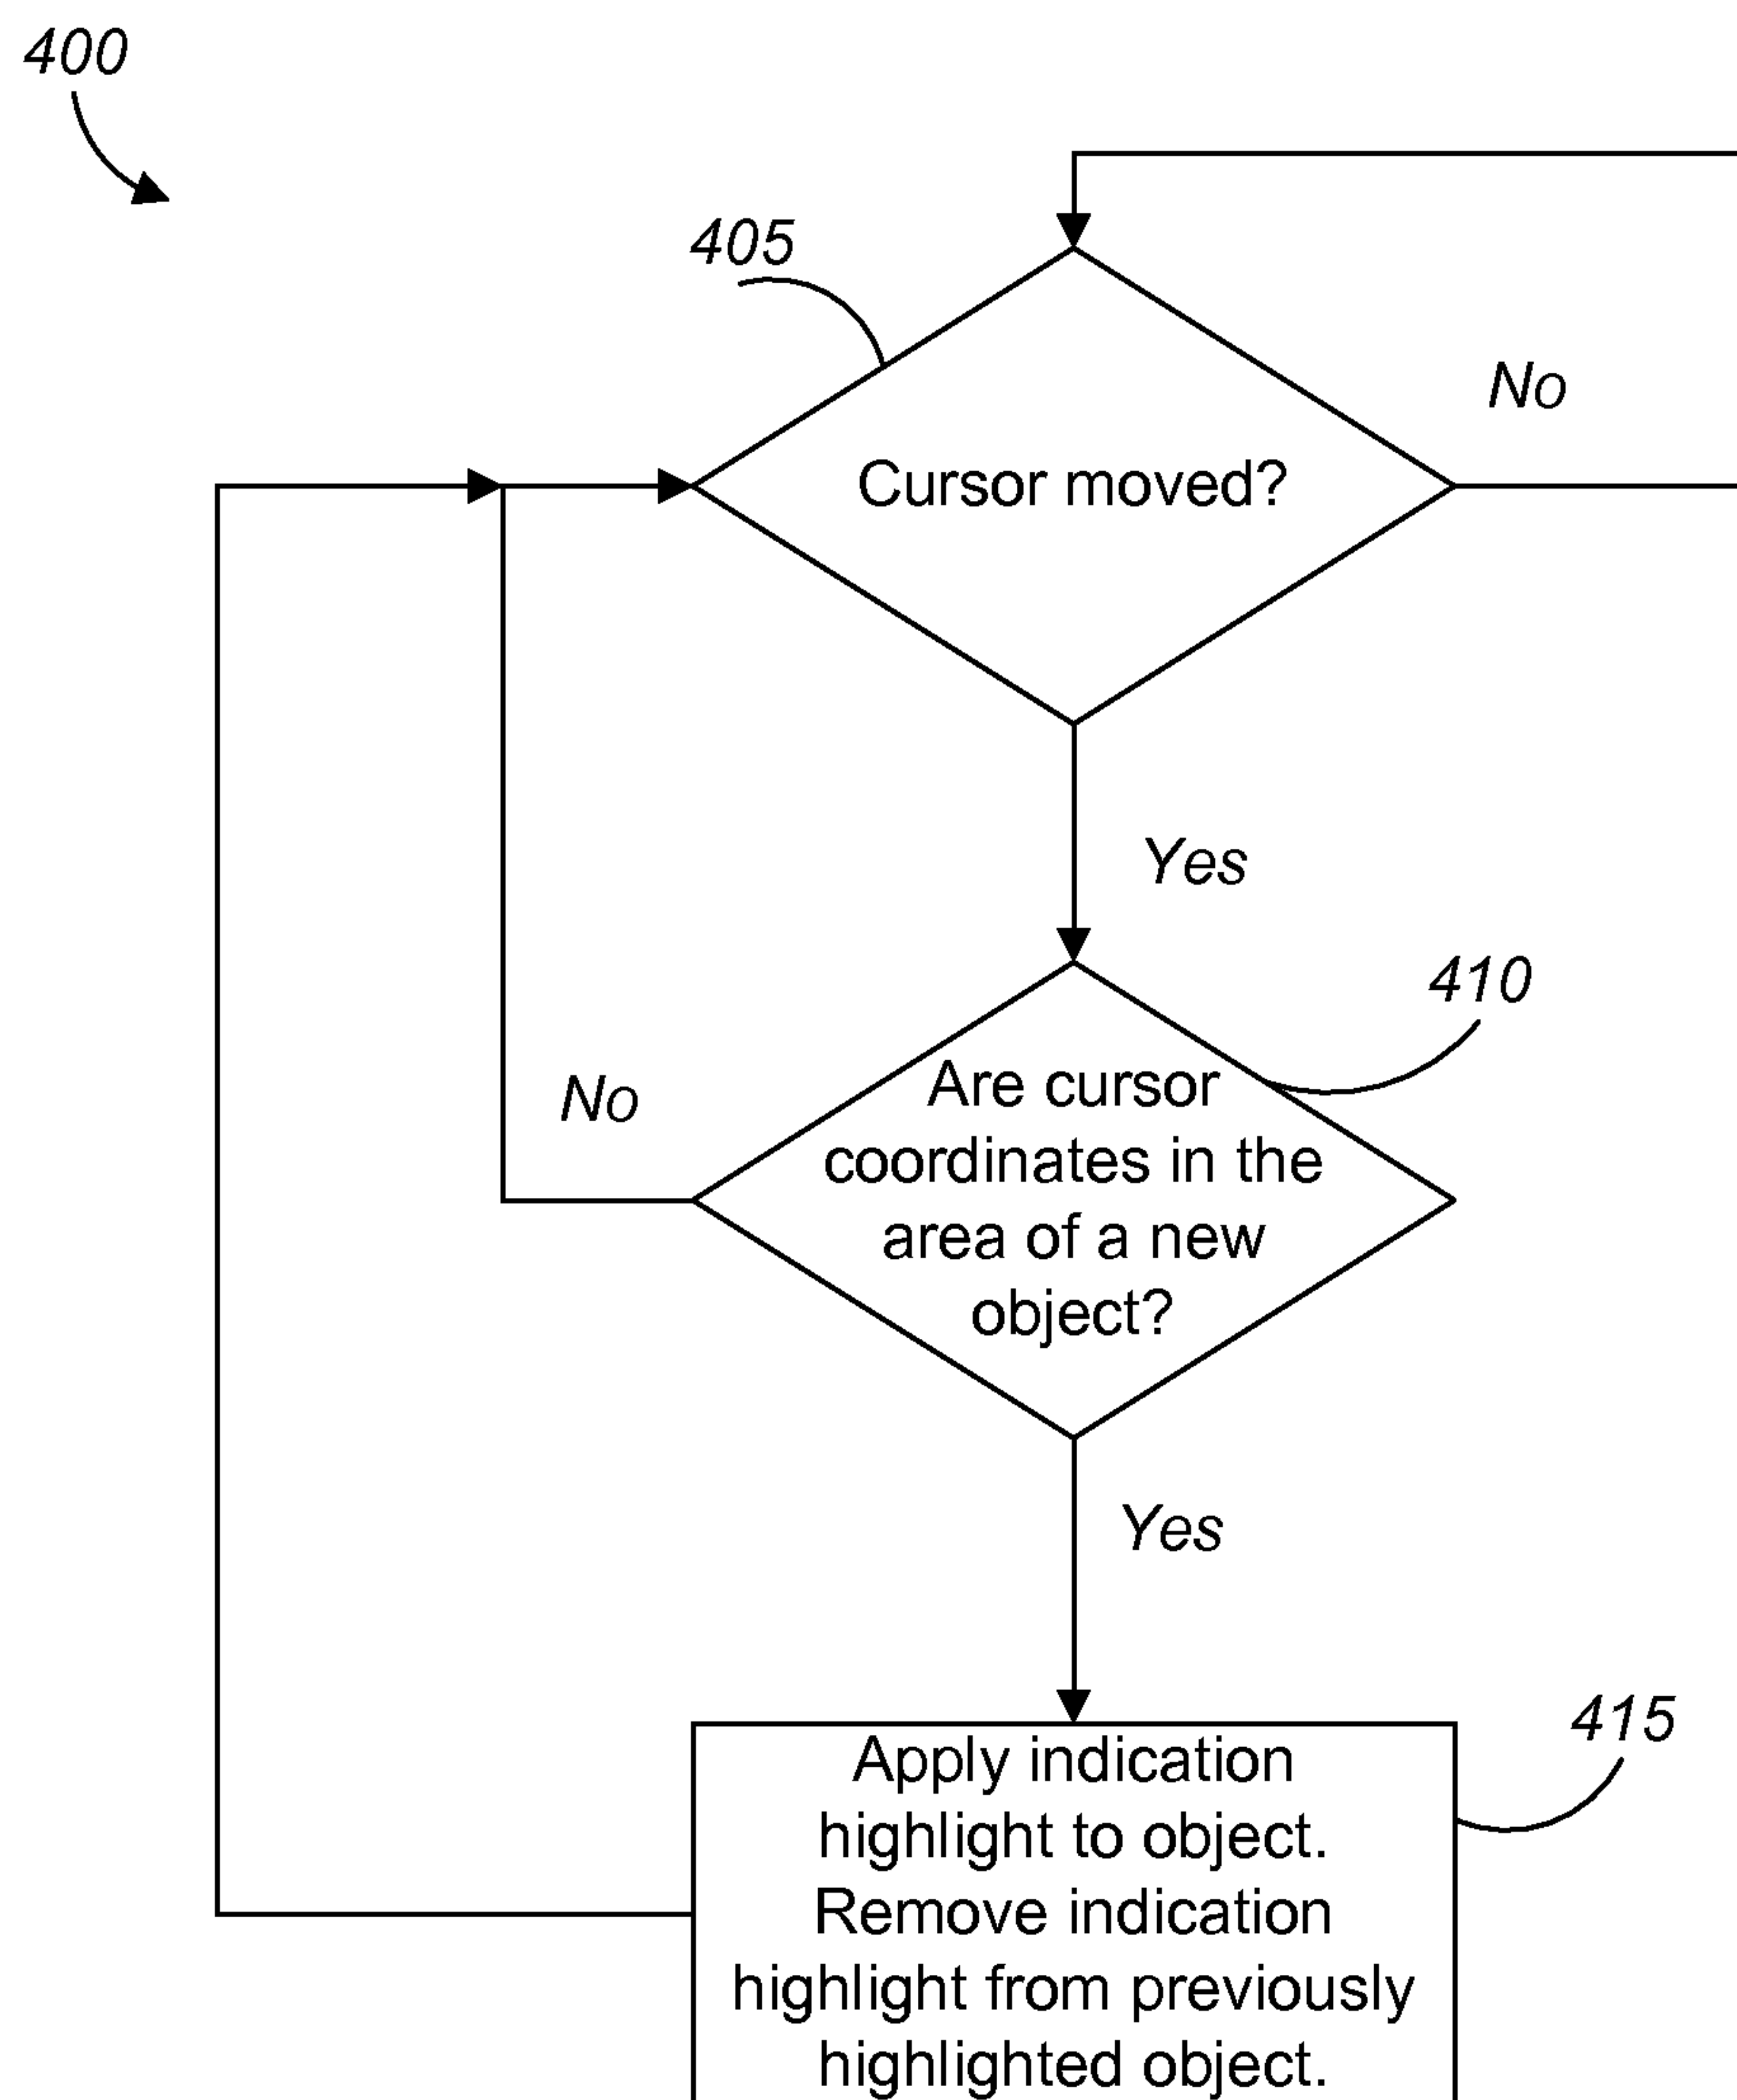 400
405
No
Cursor moved?
Yes
410
Are cursor
coordinates in the
area of a new
object?
No
Yes
415
Apply indication
highlight to object.
Remove indication
highlight from previously
highlighted object.